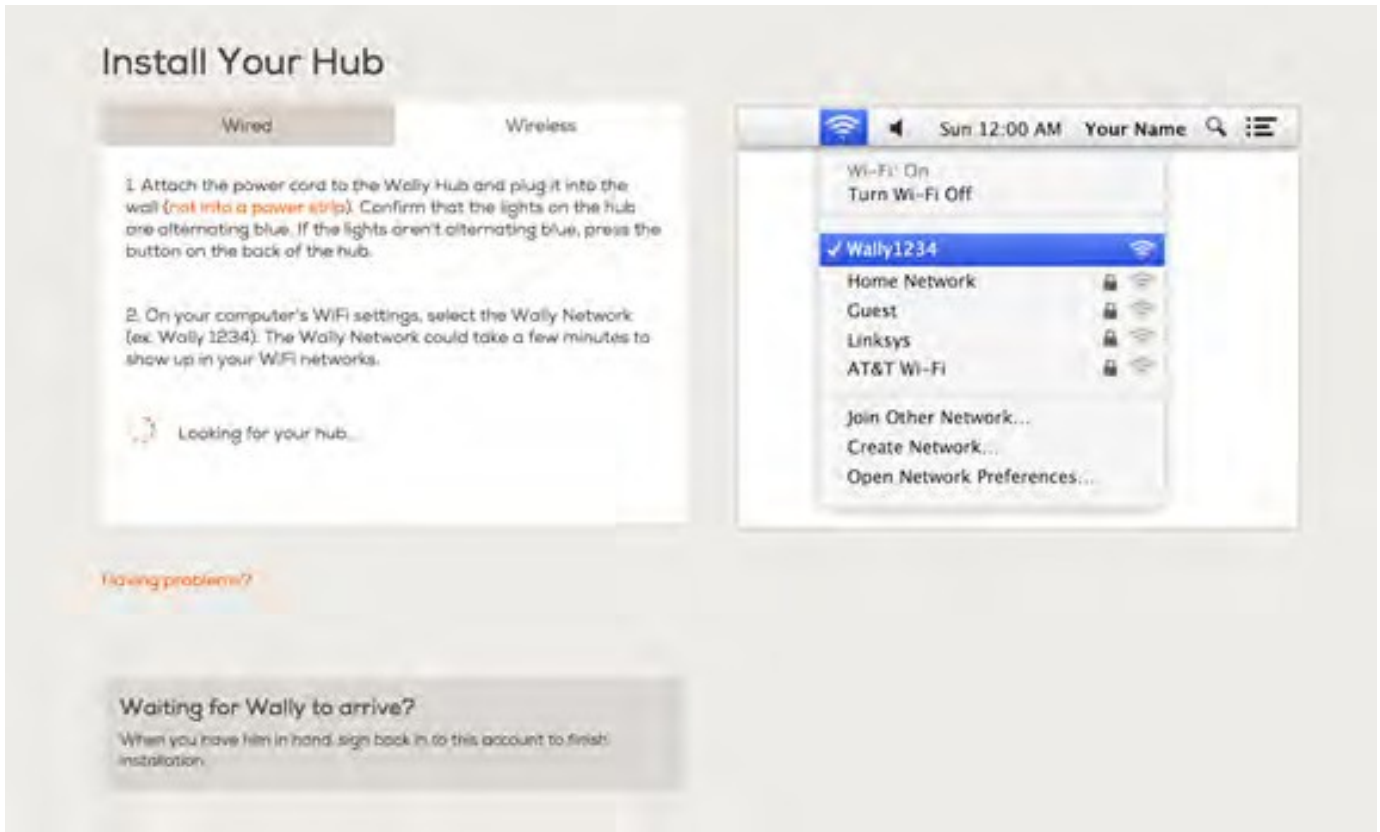 Install Your Hub
Wired
Wireless
1. Attach the power cord to the Wally Hub and plug it into the
wall (not into a power strip). Confirm that the lights on the hub
are alternating blue. If the lights aren't alternating blue, press the
button on the back of the hub.
2. On your computer's WiFi settings, select the Wally Network
(ex. Wally 1234). The Wally Network could take a few minutes to
show up in your WiFi networks.
Looking for your hub...
Having problems?
Waiting for Wally to arrive?
When you have him in hand, sign back in to this account to finish
installation.
Sun 12:00 AM Your Name
Wi-Fi: On
Turn Wi-Fi Off
✓ Wally1234
Home Network
Guest
Linksys
AT&T Wi-Fi
Join Other Network...
Create Network...
Open Network Preferences...